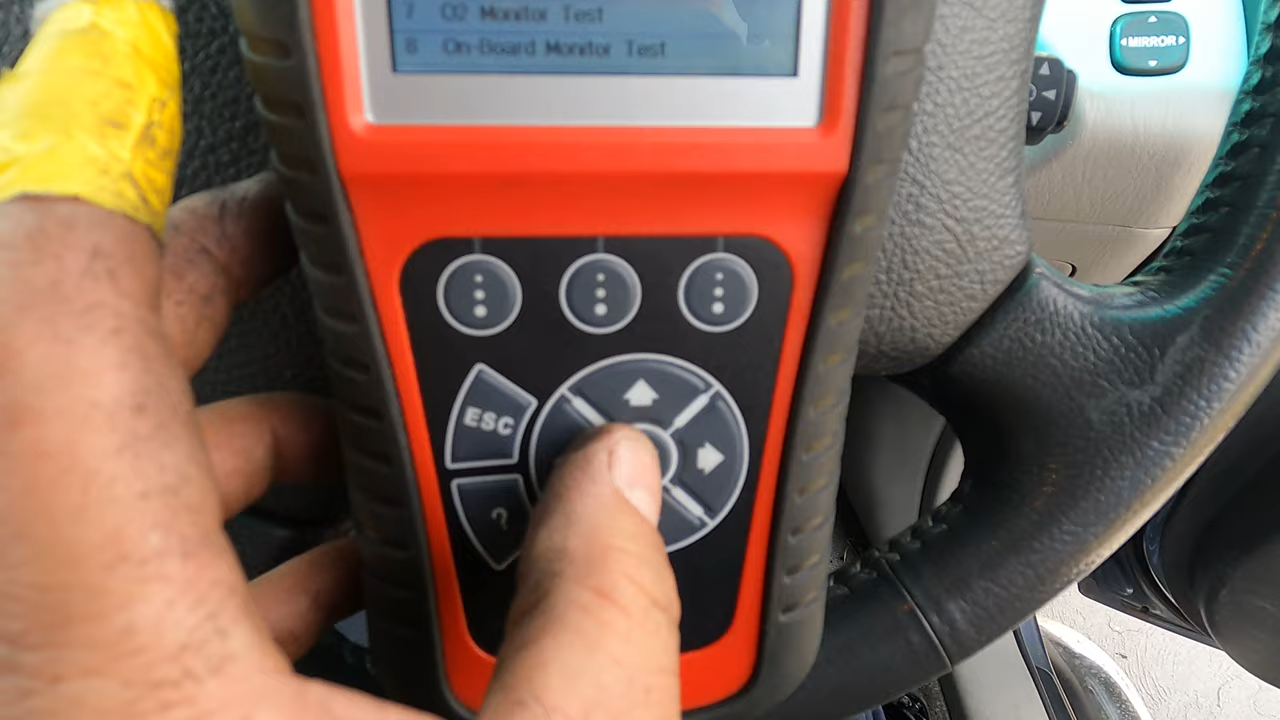 7 O2 Monitor Test
8 On-Board Monitor Test
MIRROR
ESC
?